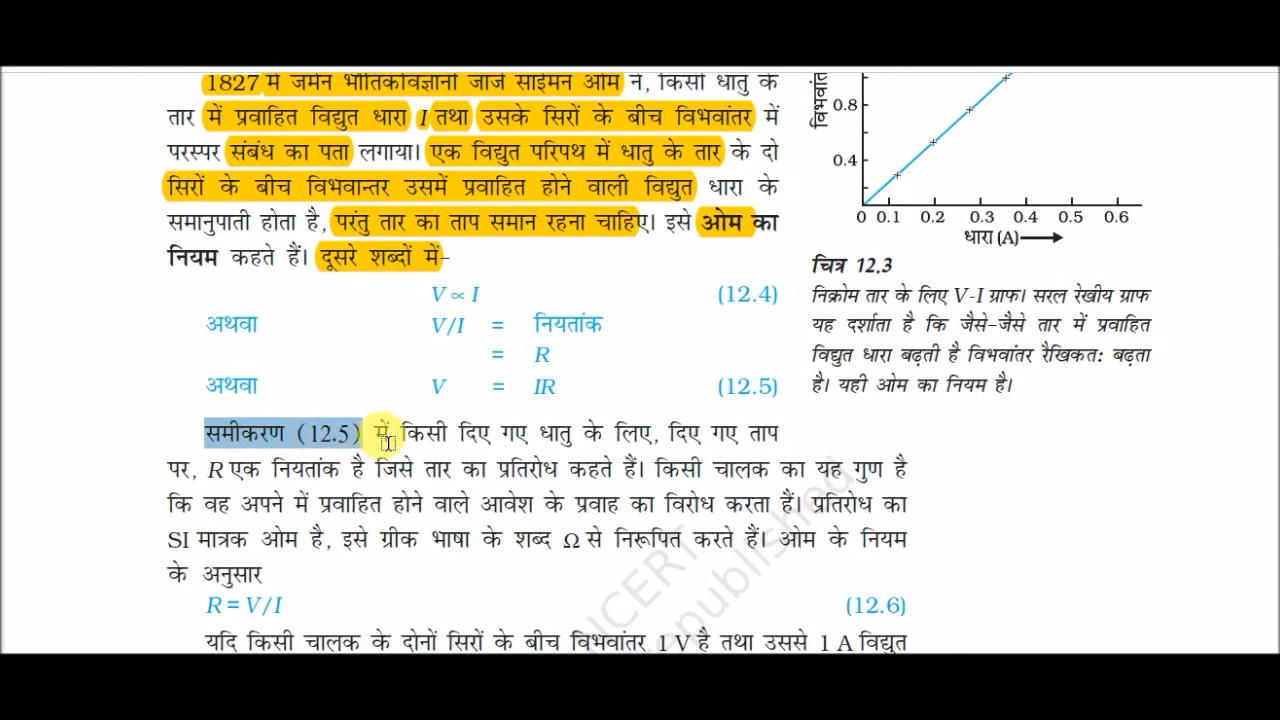 1827 में जर्मन भौतिकविज्ञानी जार्ज साईमन ओम ने, किसी धातु के
तार में प्रवाहित विद्युत धारा I तथा उसके सिरों के बीच विभवांतर में
परस्पर संबंध का पता लगाया। एक विद्युत परिपथ में धातु के तार के दो
सिरों के बीच विभवान्तर उसमें प्रवाहित होने वाली विद्युत धारा के
समानुपाती होता है, परंतु तार का ताप समान रहना चाहिए। इसे ओम का
नियम कहते हैं। दूसरे शब्दों में–
V ∝ I (12.4)
अथवा V/I = नियतांक
= R
अथवा V = IR (12.5)
समीकरण (12.5) में किसी दिए गए धातु के लिए, दिए गए ताप
पर, R एक नियतांक है जिसे तार का प्रतिरोध कहते हैं। किसी चालक का यह गुण है
कि वह अपने में प्रवाहित होने वाले आवेश के प्रवाह का विरोध करता हैं। प्रतिरोध का
SI मात्रक ओम है, इसे ग्रीक भाषा के शब्द Ω से निरूपित करते हैं। ओम के नियम
के अनुसार
R = V/I (12.6)
यदि किसी चालक के दोनों सिरों के बीच विभवांतर 1 V है तथा उससे 1 A विद्युत
विभवां
0.8
0.4
0 0.1 0.2 0.3 0.4 0.5 0.6
धारा (A)
चित्र 12.3
निक्रोम तार के लिए V-I ग्राफ। सरल रेखीय ग्राफ
यह दर्शाता है कि जैसे-जैसे तार में प्रवाहित
विद्युत धारा बढ़ती है विभवांतर रैखिकत: बढ़ता
है। यही ओम का नियम है।
NCERT
republished